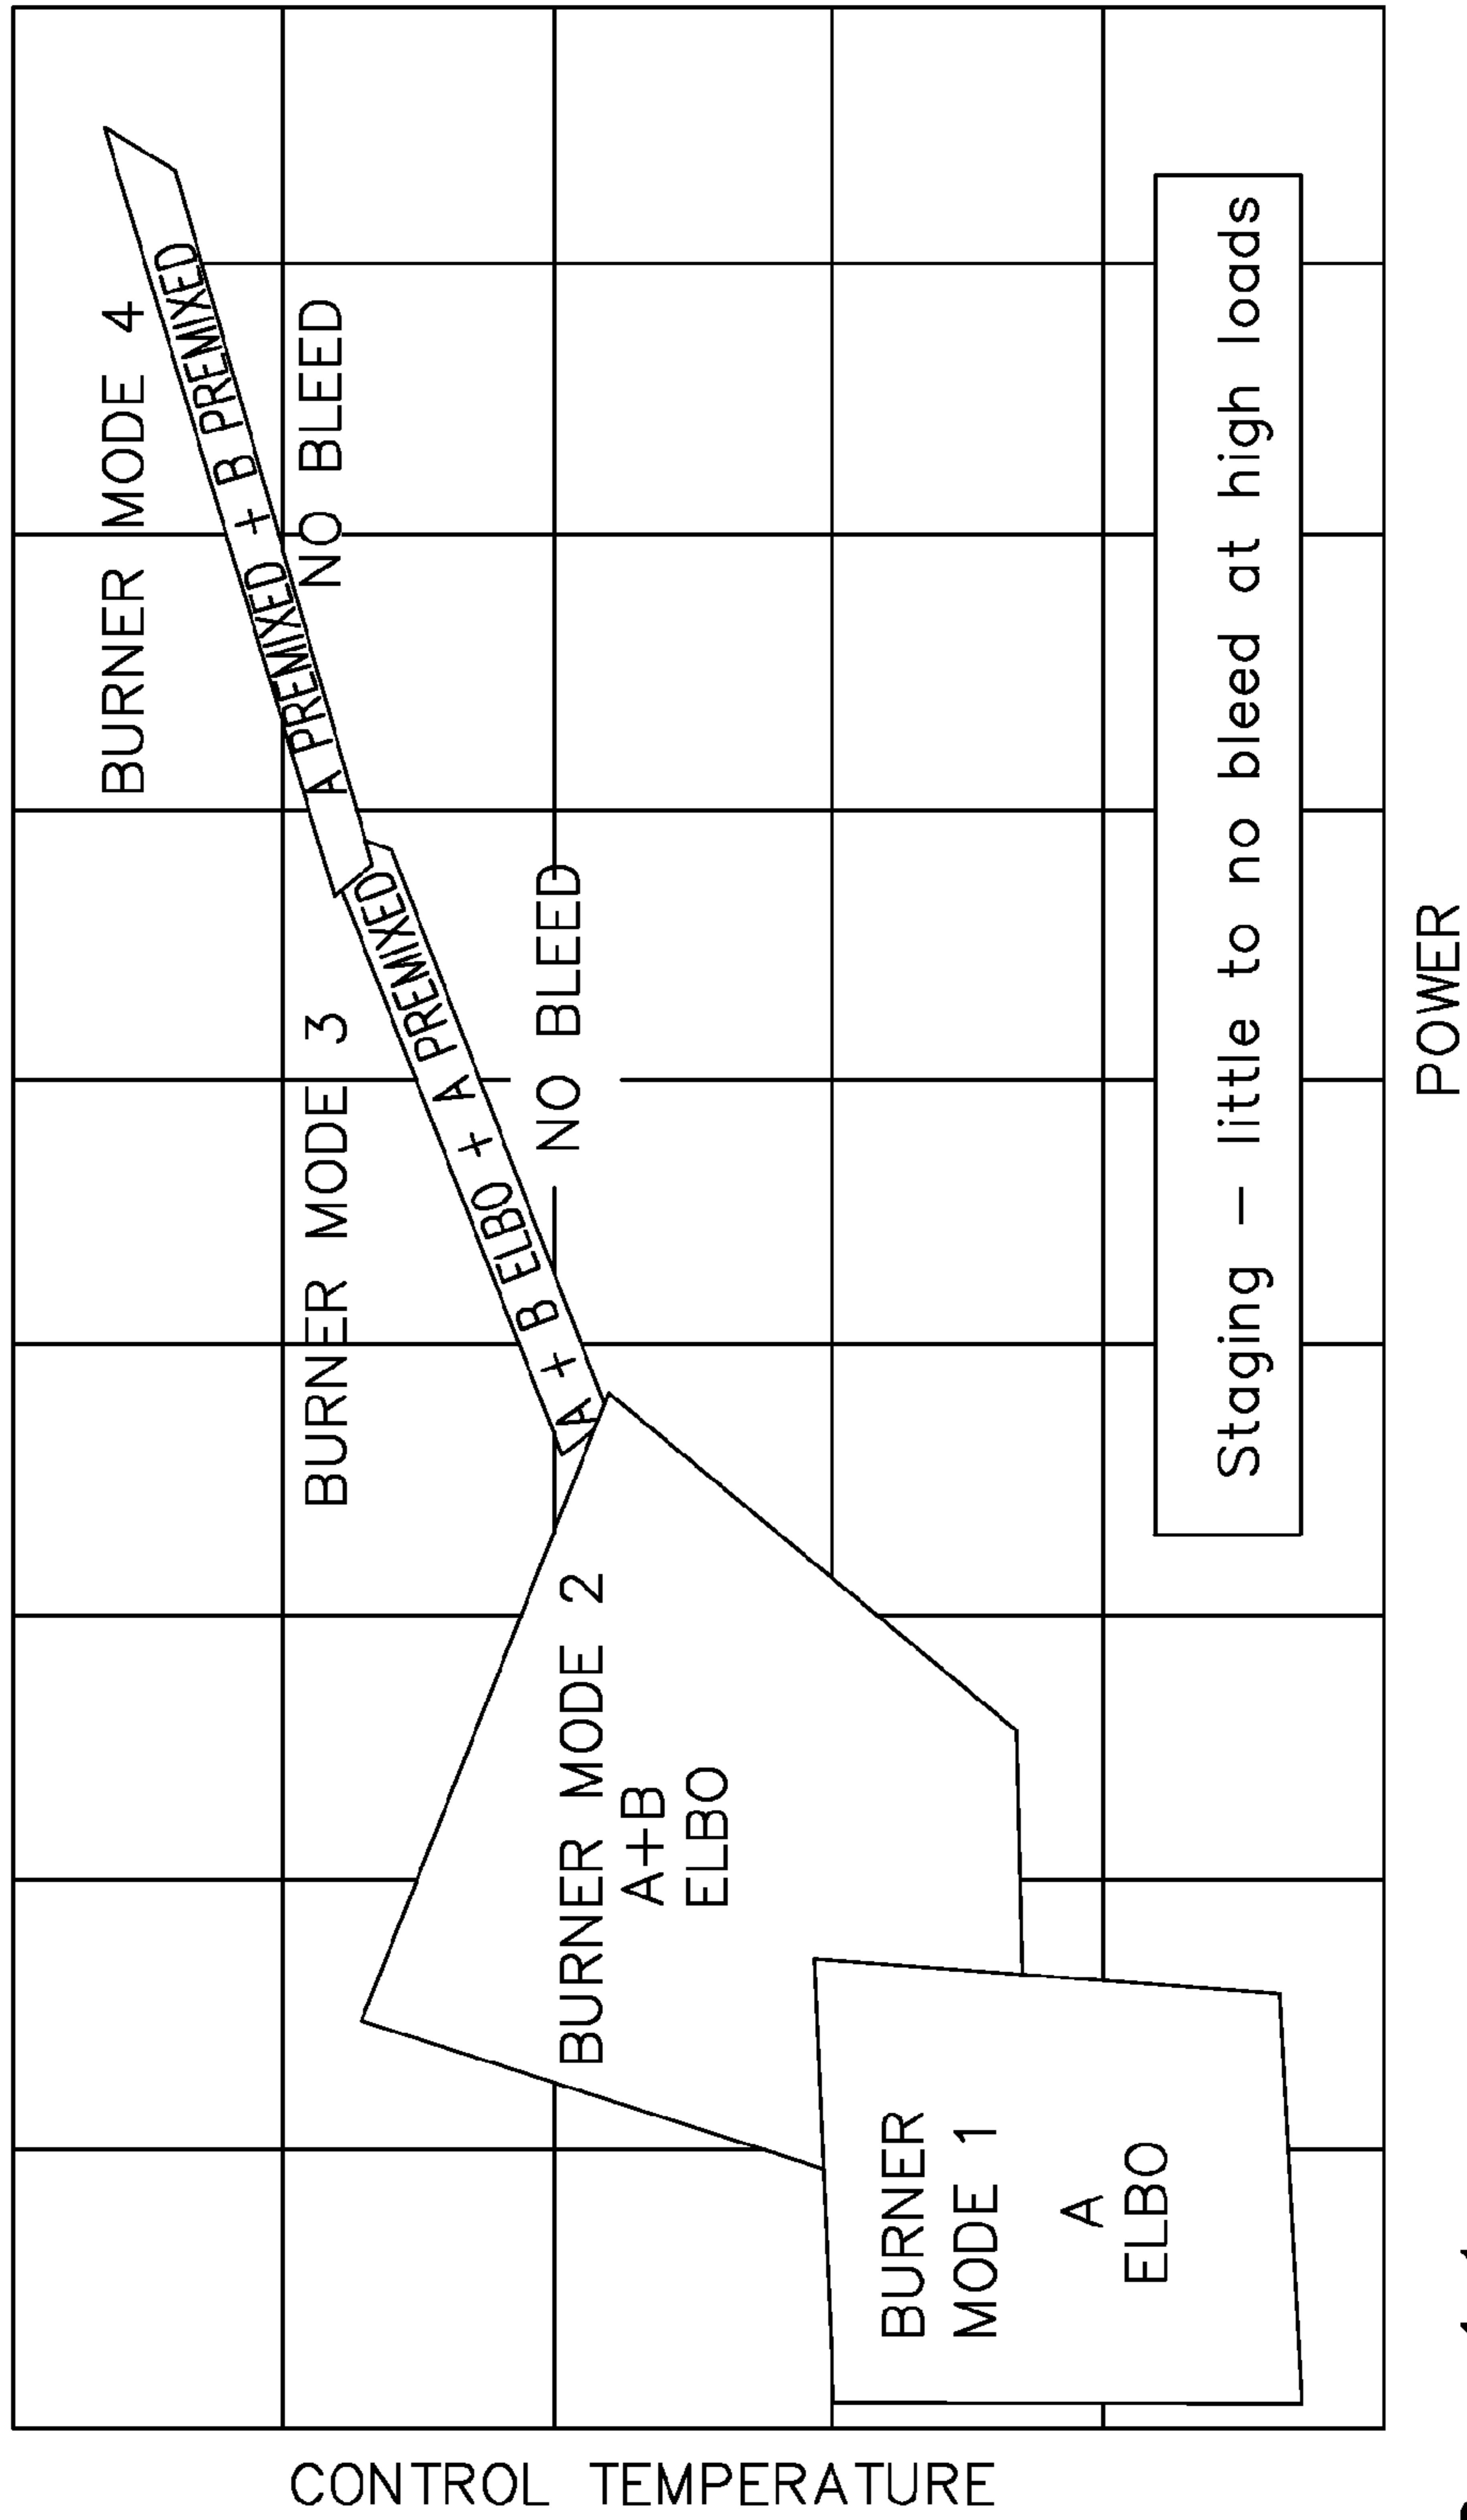 BURNER MODE 4
A PREMIXED + B PREMIXED
NO BLEED
BURNER MODE 3
A + B ELBO + A PREMIXED
NO BLEED
BURNER MODE 2
A+B
ELBO
BURNER
MODE 1
A
ELBO
Staging – little to no bleed at high loads
POWER
CONTROL TEMPERATURE